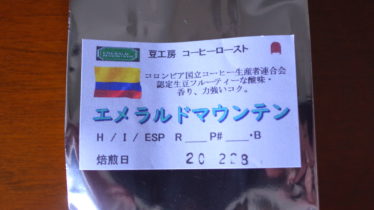 豆工房 コーヒーロースト
コロンビア国立コーヒー生産者連合会
認定生豆フルーティーな酸味・
香り、力強いコク。
エメラルドマウンテン
H / I / ESP R ___ P# ____・B
焙煎日 20 2 28